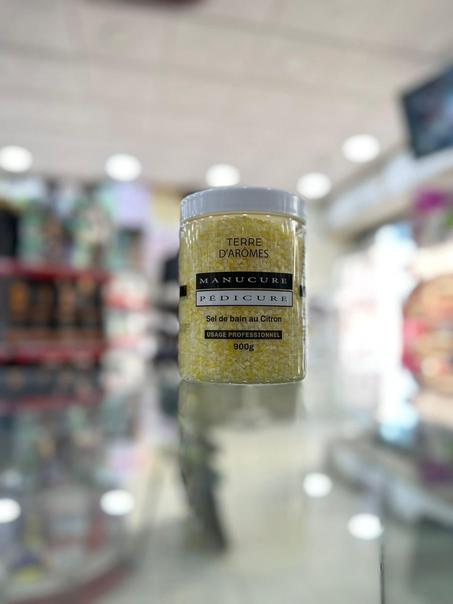 TERRE
D'ARÔMES
MANUCURE
PÉDICURE
Sel de bain au Citron
USAGE PROFESSIONNEL
900g